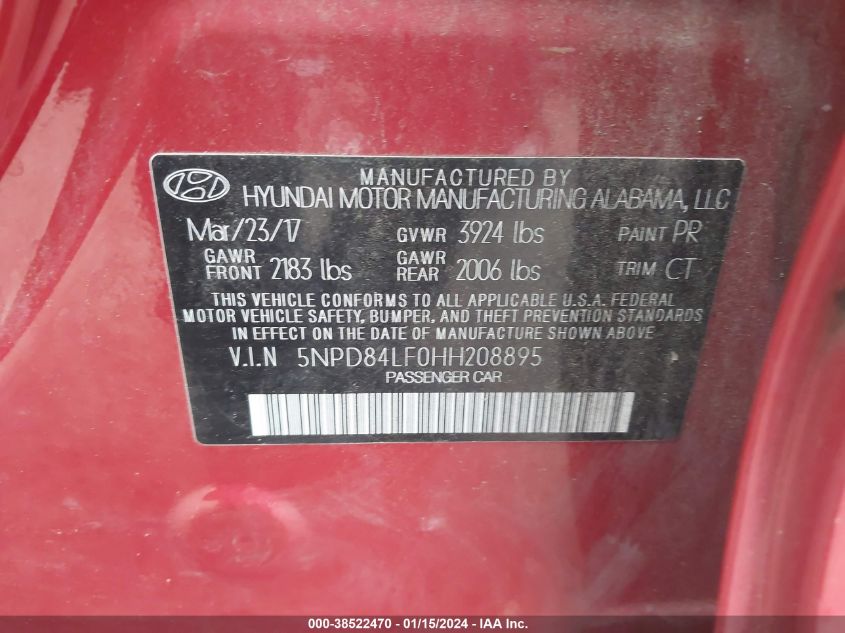 MANUFACTURED BY
HYUNDAI MOTOR MANUFACTURING ALABAMA, LLC
Mar/23/17 GVWR 3924 lbs PAINT PR
GAWR FRONT 2183 lbs GAWR REAR 2006 lbs TRIM CT
THIS VEHICLE CONFORMS TO ALL APPLICABLE U.S.A. FEDERAL
MOTOR VEHICLE SAFETY, BUMPER, AND THEFT PREVENTION STANDARDS
IN EFFECT ON THE DATE OF MANUFACTURE SHOWN ABOVE.
V.I.N 5NPD84LF0HH208895
PASSENGER CAR
000-38522470 - 01/15/2024 - IAA Inc.